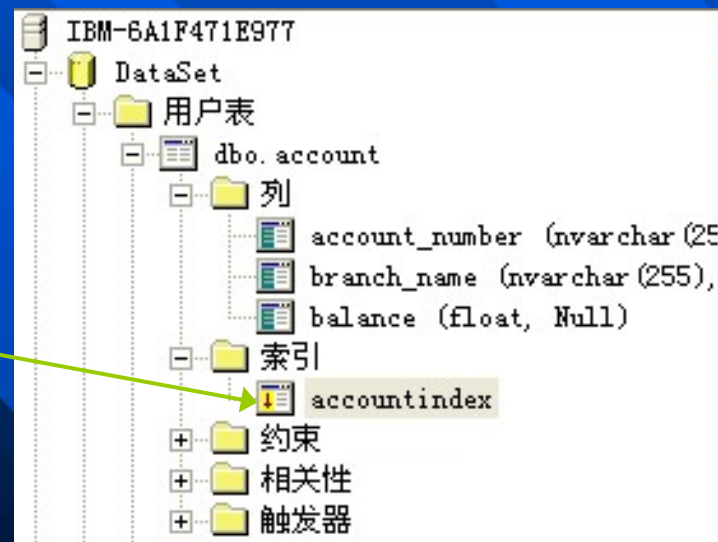 IBM-6A1F471E977
DataSet
用户表
dbo.account
列
account_number (nvarchar(25
branch_name (nvarchar(255),
balance (float, Null)
索引
accountindex
约束
相关性
触发器